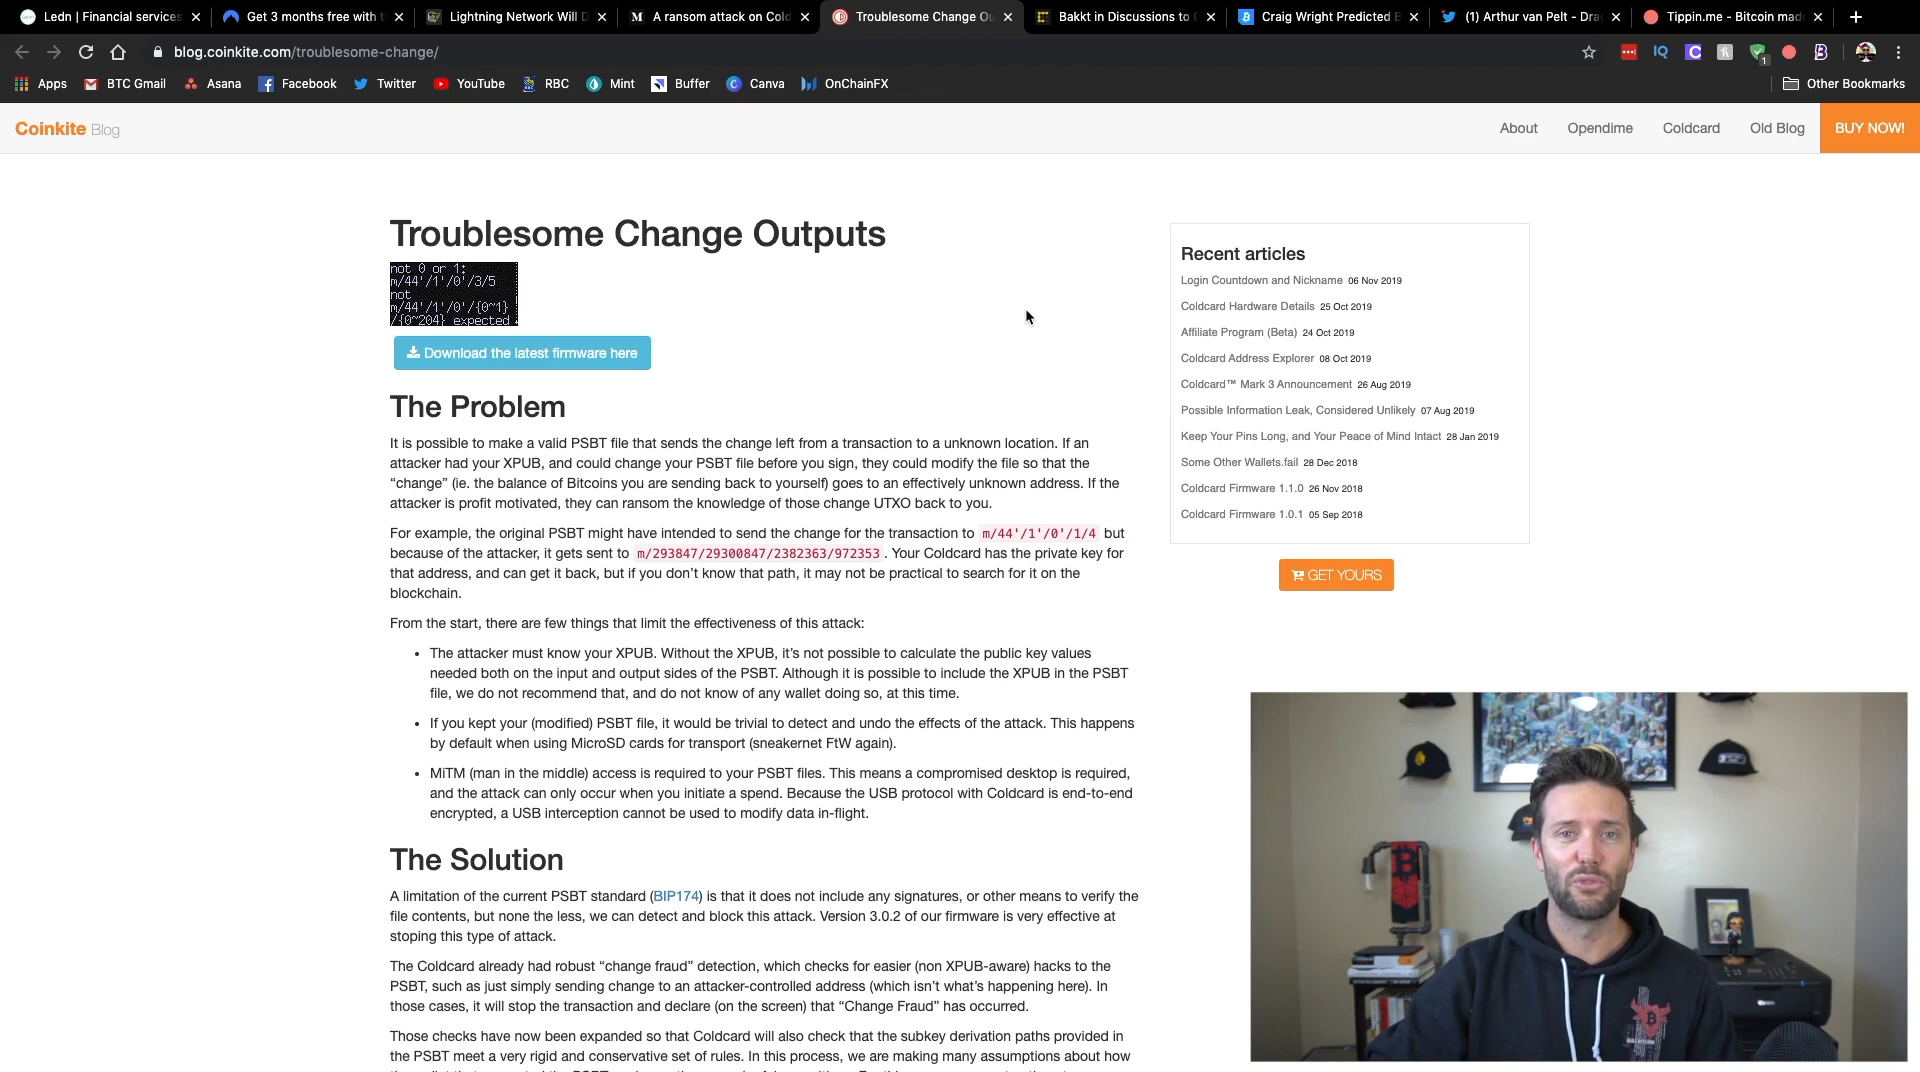 Ledn | Financial services
Get 3 months free with
Lightning Network Will D
A ransom attack on Cold
Troublesome Change Ou
Bakkt in Discussions to
Craig Wright Predicted B
(1) Arthur van Pelt - Dra
Tippin.me - Bitcoin mad
blog.coinkite.com/troublesome-change/
Apps BTC Gmail Asana Facebook Twitter YouTube RBC Mint Buffer Canva OnChainFX Other Bookmarks
Coinkite Blog
About Opendime Coldcard Old Blog BUY NOW!
Troublesome Change Outputs
not 0 or 1:
m/44'/1'/0'/3/5
not
m/44'/1'/0'/{0~1}
/{0~204} expected
Download the latest firmware here
The Problem
It is possible to make a valid PSBT file that sends the change left from a transaction to a unknown location. If an
attacker had your XPUB, and could change your PSBT file before you sign, they could modify the file so that the
“change” (ie. the balance of Bitcoins you are sending back to yourself) goes to an effectively unknown address. If the
attacker is profit motivated, they can ransom the knowledge of those change UTXO back to you.
For example, the original PSBT might have intended to send the change for the transaction to m/44'/1'/0'/1/4 but
because of the attacker, it gets sent to m/293847/29300847/2382363/972353 . Your Coldcard has the private key for
that address, and can get it back, but if you don’t know that path, it may not be practical to search for it on the
blockchain.
From the start, there are few things that limit the effectiveness of this attack:
• The attacker must know your XPUB. Without the XPUB, it’s not possible to calculate the public key values
needed both on the input and output sides of the PSBT. Although it is possible to include the XPUB in the PSBT
file, we do not recommend that, and do not know of any wallet doing so, at this time.
• If you kept your (modified) PSBT file, it would be trivial to detect and undo the effects of the attack. This happens
by default when using MicroSD cards for transport (sneakernet FtW again).
• MiTM (man in the middle) access is required to your PSBT files. This means a compromised desktop is required,
and the attack can only occur when you initiate a spend. Because the USB protocol with Coldcard is end-to-end
encrypted, a USB interception cannot be used to modify data in-flight.
The Solution
A limitation of the current PSBT standard (BIP174) is that it does not include any signatures, or other means to verify the
file contents, but none the less, we can detect and block this attack. Version 3.0.2 of our firmware is very effective at
stoping this type of attack.
The Coldcard already had robust “change fraud” detection, which checks for easier (non XPUB-aware) hacks to the
PSBT, such as just simply sending change to an attacker-controlled address (which isn’t what’s happening here). In
those cases, it will stop the transaction and declare (on the screen) that “Change Fraud” has occurred.
Those checks have now been expanded so that Coldcard will also check that the subkey derivation paths provided in
the PSBT meet a very rigid and conservative set of rules. In this process, we are making many assumptions about how
Recent articles
Login Countdown and Nickname 06 Nov 2019
Coldcard Hardware Details 25 Oct 2019
Affiliate Program (Beta) 24 Oct 2019
Coldcard Address Explorer 08 Oct 2019
Coldcard™ Mark 3 Announcement 26 Aug 2019
Possible Information Leak, Considered Unlikely 07 Aug 2019
Keep Your Pins Long, and Your Peace of Mind Intact 28 Jan 2019
Some Other Wallets.fail 28 Dec 2018
Coldcard Firmware 1.1.0 26 Nov 2018
Coldcard Firmware 1.0.1 05 Sep 2018
GET YOURS